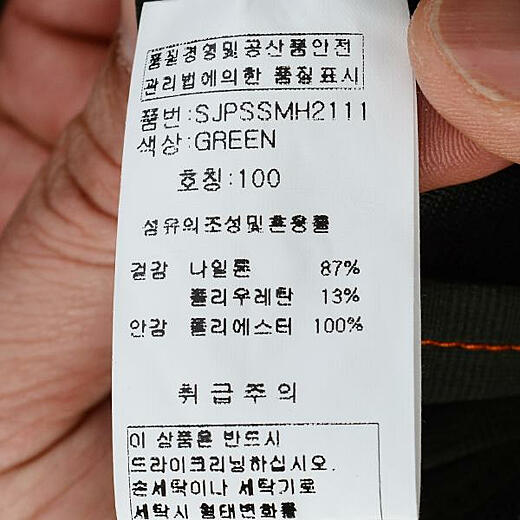 품질경영및공산품안전
관리법에의한 품질표시
품번:SJPSSMH2111
색상:GREEN
호칭:100
섬유의조성및혼용률
겉감 나일론 87%
폴리우레탄 13%
안감 폴리에스터 100%
취급주의
이 상품은 반드시
드라이크리닝하십시오.
손세탁이나 세탁기로
세탁시 형태변화를